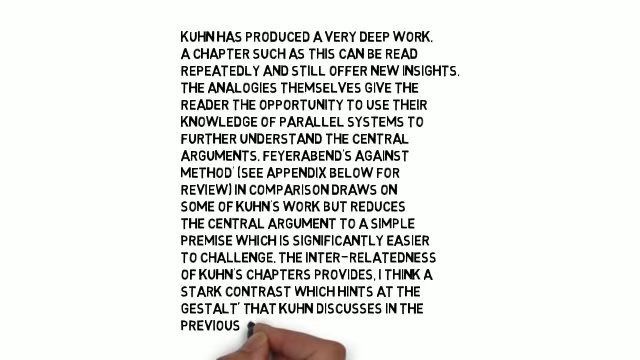 KUHN HAS PRODUCED A VERY DEEP WORK.
A CHAPTER SUCH AS THIS CAN BE READ
REPEATEDLY AND STILL OFFER NEW INSIGHTS.
THE ANALOGIES THEMSELVES GIVE THE
READER THE OPPORTUNITY TO USE THEIR
KNOWLEDGE OF PARALLEL SYSTEMS TO
FURTHER UNDERSTAND THE CENTRAL
ARGUMENTS. FEYERABEND'S AGAINST
METHOD' (SEE APPENDIX BELOW FOR
REVIEW) IN COMPARISON DRAWS ON
SOME OF KUHN'S WORK BUT REDUCES
THE CENTRAL ARGUMENT TO A SIMPLE
PREMISE WHICH IS SIGNIFICANTLY EASIER
TO CHALLENGE. THE INTER-RELATEDNESS
OF KUHN'S CHAPTERS PROVIDES, I THINK A
STARK CONTRAST WHICH HINTS AT THE
GESTALT' THAT KUHN DISCUSSES IN THE
PREVIOUS